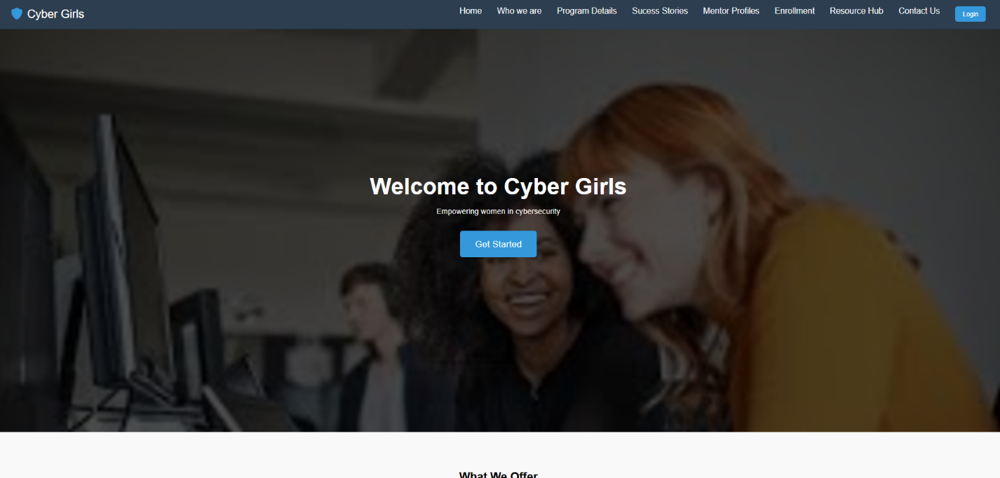 Cyber Girls
Home Who we are Program Details Sucess Stories Mentor Profiles Enrollment Resource Hub Contact Us Login
Welcome to Cyber Girls
Empowering women in cybersecurity
Get Started
What We Offer